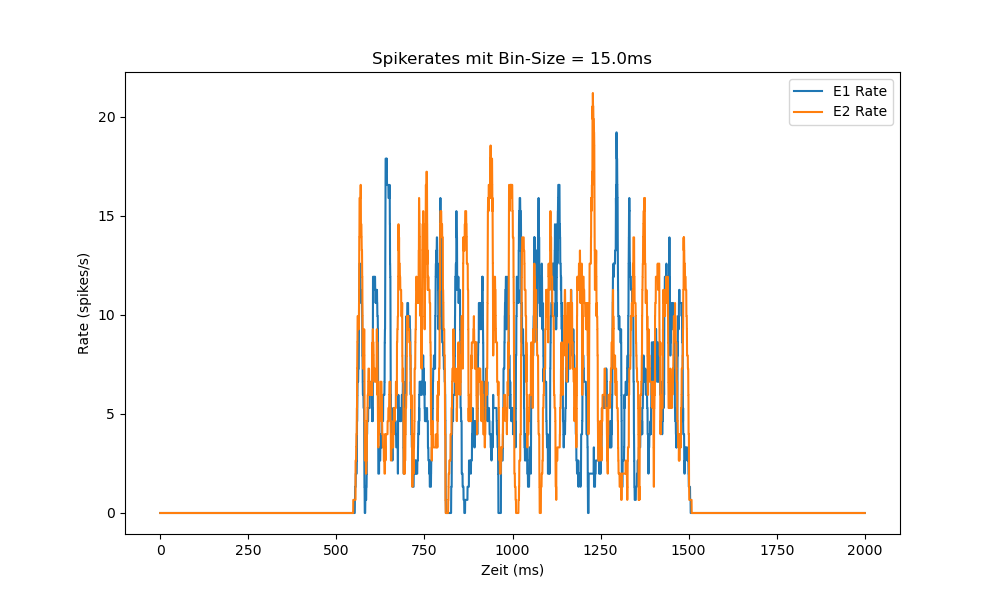 Spikerates mit Bin-Size = 15.0ms
E1 Rate
E2 Rate
Rate (spikes/s)
20
15
10
5
0
0 250 500 750 1000 1250 1500 1750 2000
Zeit (ms)